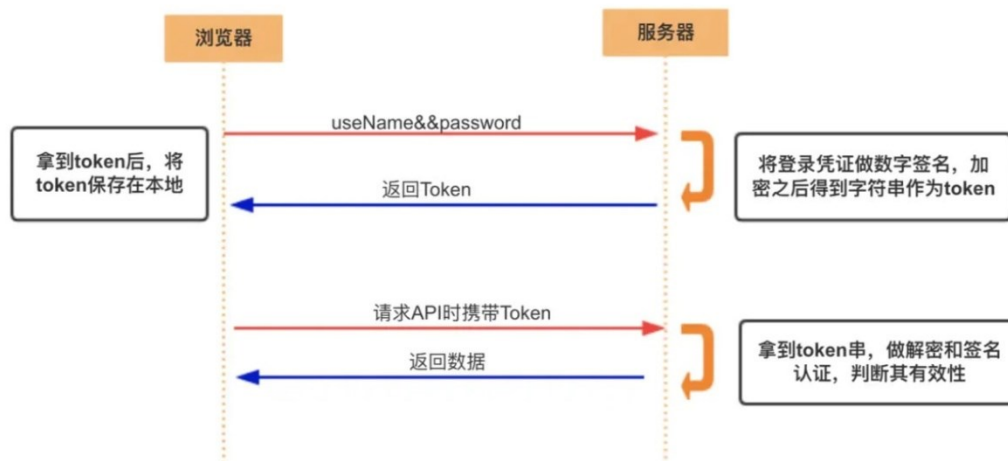 浏览器
服务器
useName&&password
拿到token后，将
token保存在本地
将登录凭证做数字签名，加
密之后得到字符串作为token
返回Token
请求API时携带Token
拿到token串，做解密和签名
认证，判断其有效性
返回数据